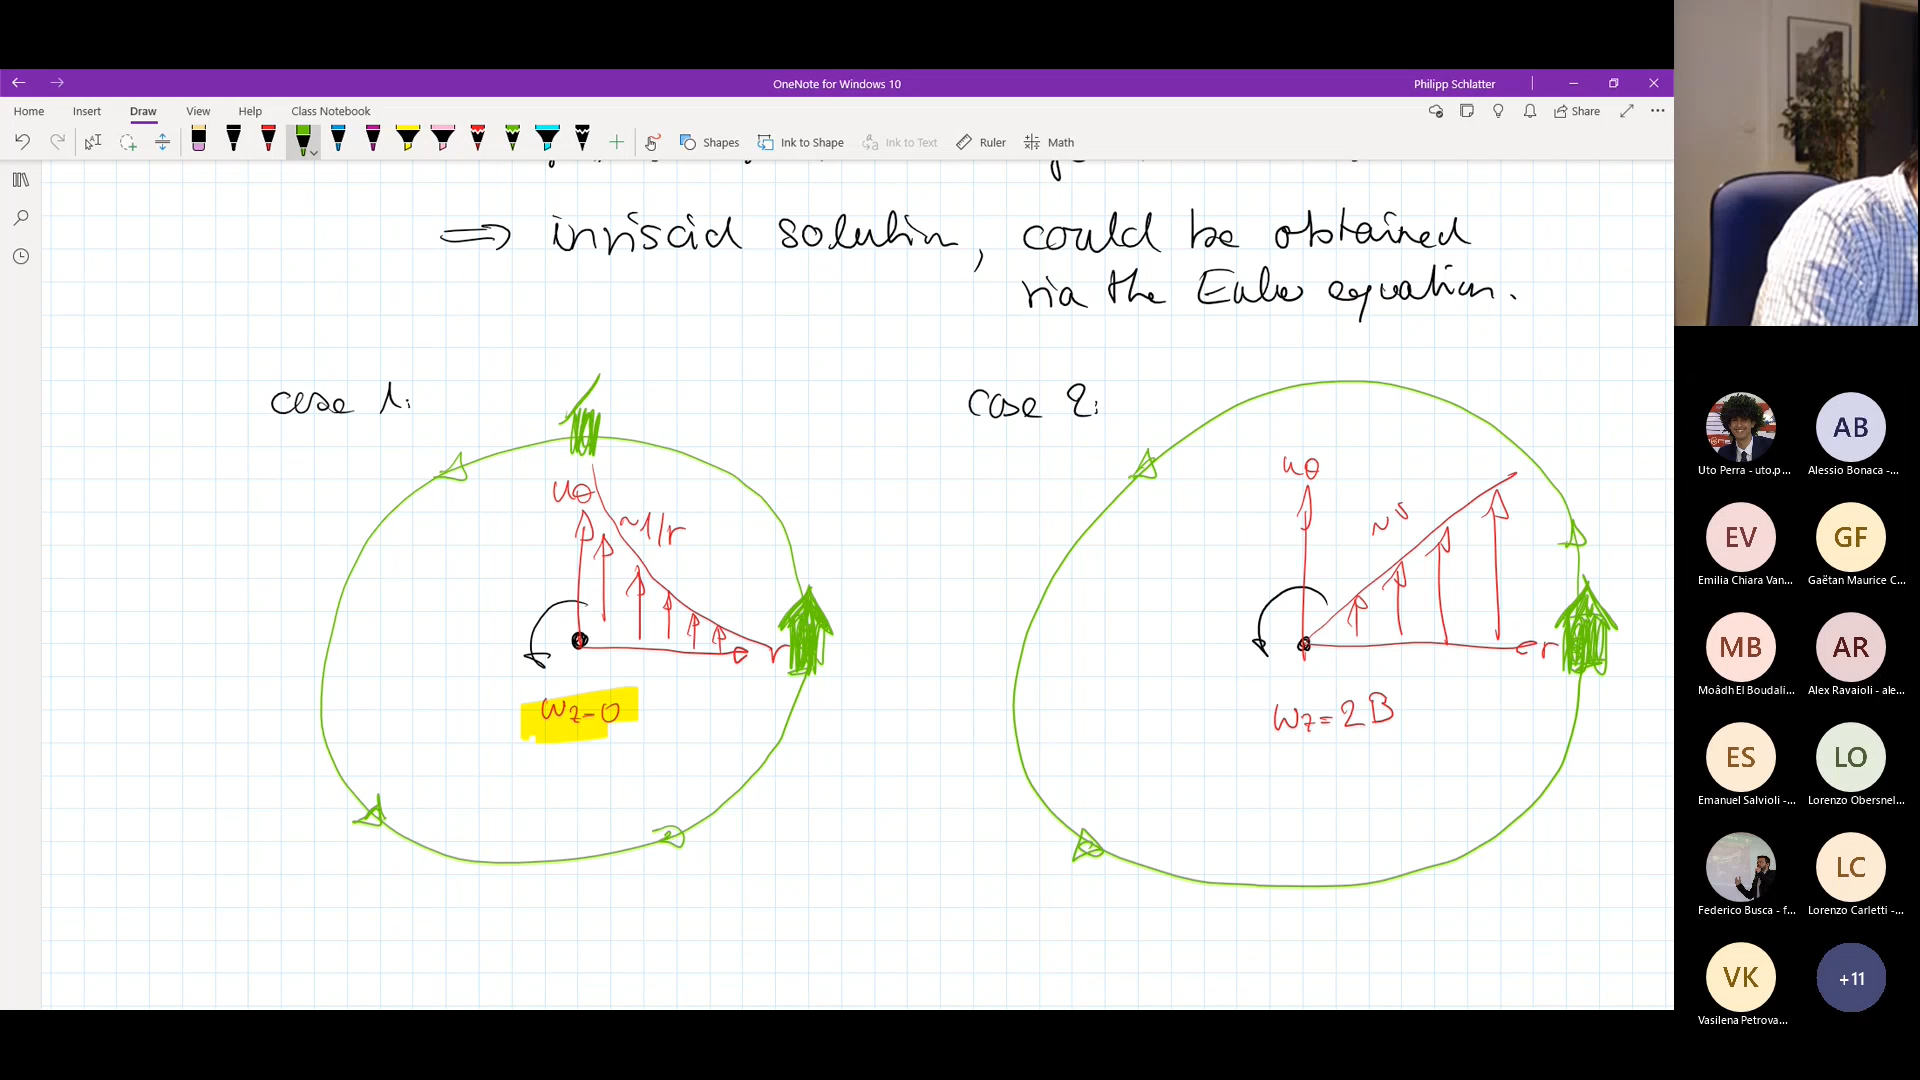 OneNote for Windows 10
Philipp Schlatter
Home Insert Draw View Help Class Notebook
Share
Shapes Ink to Shape Ink to Text Ruler Math
=> inviscid solution, could be obtained
via the Euler equation.
case 1:
case 2:
uθ
~1/r
r
ωz=0
uθ
~r
r
ωz=2B
Uto Perra - uto.p...
AB
Alessio Bonaca -...
EV
Emilia Chiara Van...
GF
Gaëtan Maurice C...
MB
Moâdh El Boudali...
AR
Alex Ravaioli - ale...
ES
Emanuel Salvioli -...
LO
Lorenzo Obersnel...
Federico Busca - f...
LC
Lorenzo Carletti -...
VK
Vasilena Petrova...
+11